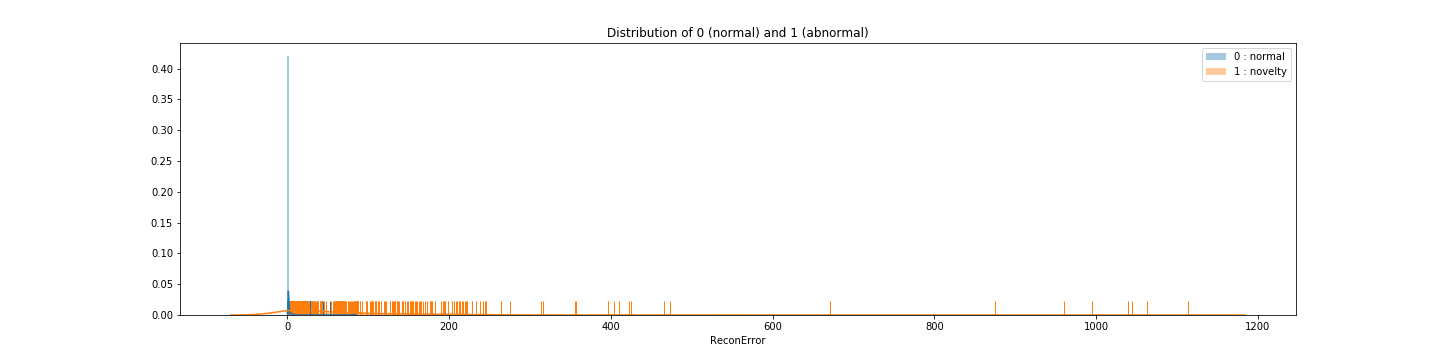 Distribution of 0 (normal) and 1 (abnormal)
0 : normal
1 : novelty
0.40
0.35
0.30
0.25
0.20
0.15
0.10
0.05
0.00
0 200 400 600 800 1000 1200
ReconError